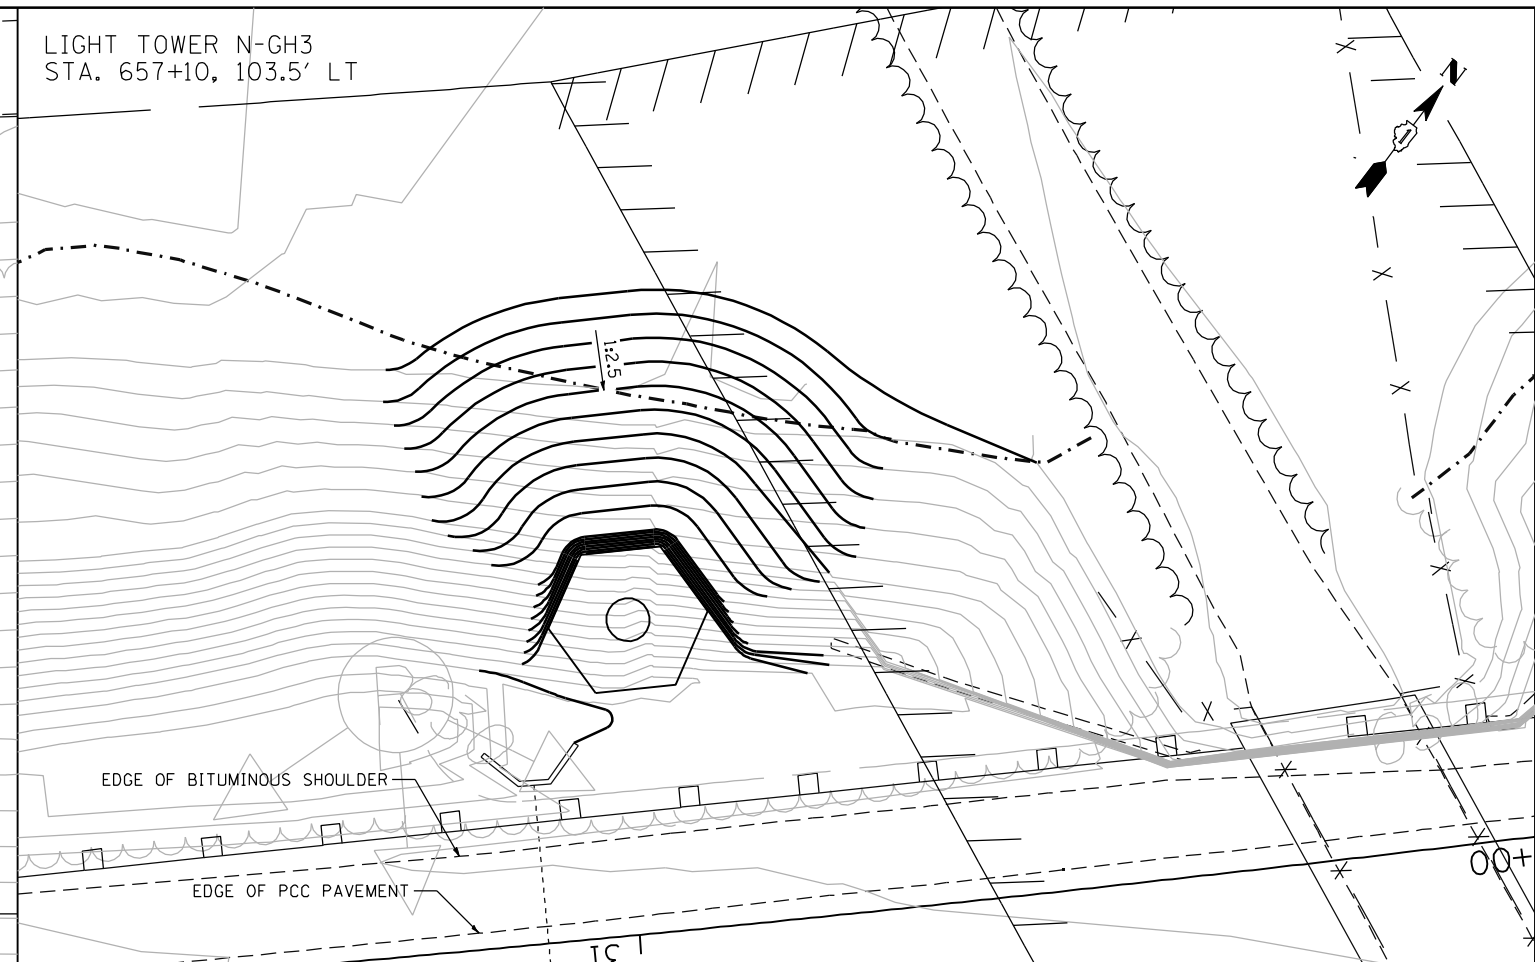 LIGHT TOWER N-GH3
STA. 657+10, 103.5' LT
N
1:2.5
EDGE OF BITUMINOUS SHOULDER
EDGE OF PCC PAVEMENT
00+